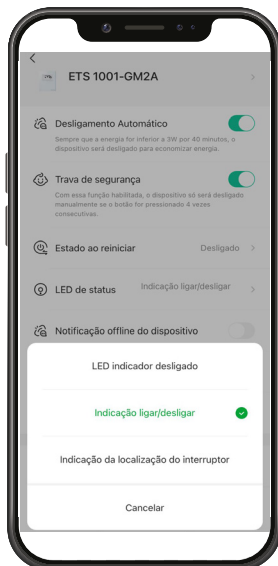 ETS 1001-GM2A
Desligamento Automático
Sempre que a energia for inferior a 3W por 40 minutos, o
dispositivo será desligado para economizar energia.
Trava de segurança
Com essa função habilitada, o dispositivo só será desligado
manualmente se o botão for pressionado 4 vezes
consecutivas.
Estado ao reiniciar Desligado
LED de status Indicação ligar/desligar
Notificação offline do dispositivo
LED indicador desligado
Indicação ligar/desligar
Indicação da localização do interruptor
Cancelar